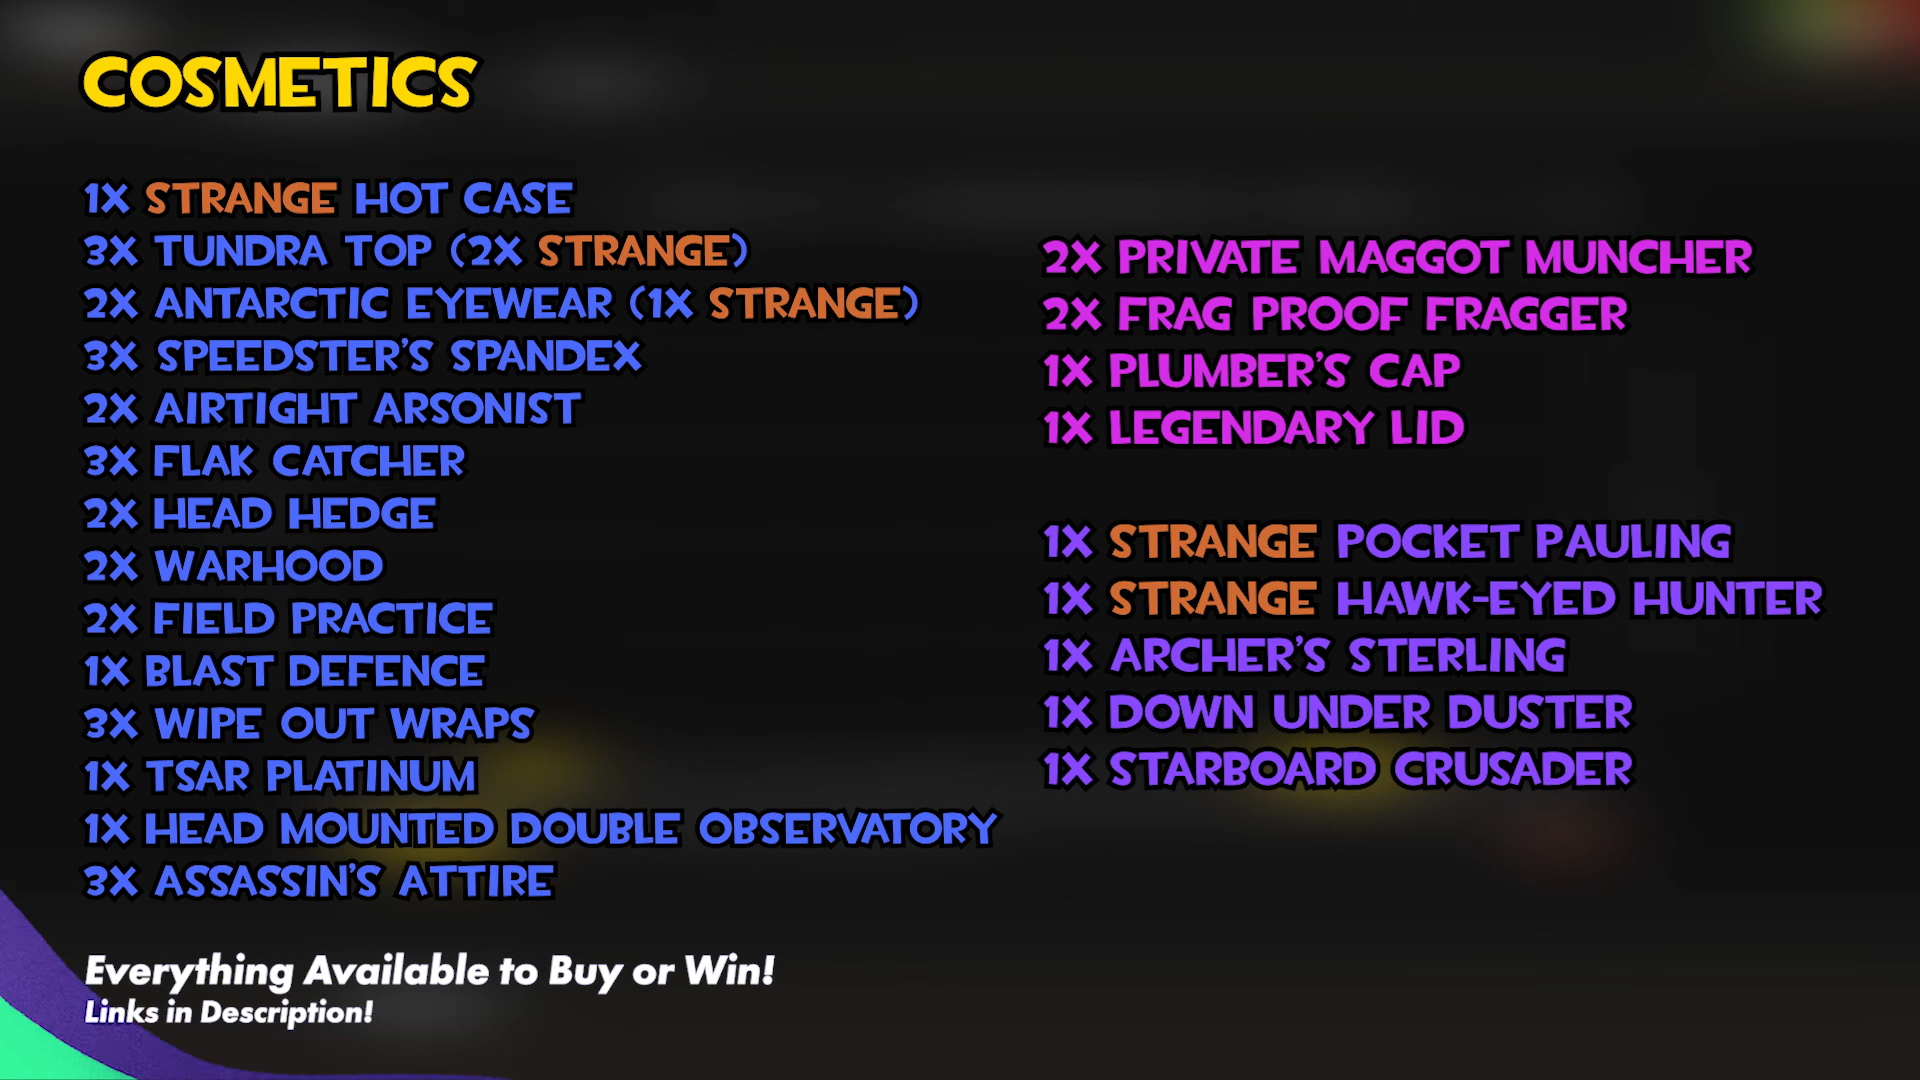 COSMETICS
1X STRANGE HOT CASE
3X TUNDRA TOP (2X STRANGE)
2X ANTARCTIC EYEWEAR (1X STRANGE)
3X SPEEDSTER'S SPANDEX
2X AIRTIGHT ARSONIST
3X FLAK CATCHER
2X HEAD HEDGE
2X WARHOOD
2X FIELD PRACTICE
1X BLAST DEFENCE
3X WIPE OUT WRAPS
1X TSAR PLATINUM
1X HEAD MOUNTED DOUBLE OBSERVATORY
3X ASSASSIN'S ATTIRE
2X PRIVATE MAGGOT MUNCHER
2X FRAG PROOF FRAGGER
1X PLUMBER'S CAP
1X LEGENDARY LID
1X STRANGE POCKET PAULING
1X STRANGE HAWK-EYED HUNTER
1X ARCHER'S STERLING
1X DOWN UNDER DUSTER
1X STARBOARD CRUSADER
Everything Available to Buy or Win!
Links in Description!